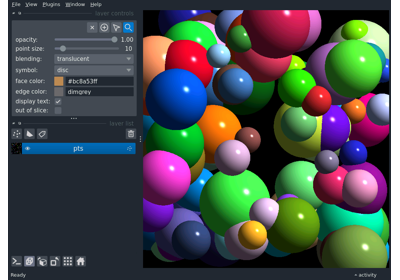 File View Plugins Window Help
layer controls
opacity: 1.00
point size: 10
blending: translucent
symbol: disc
face color: #bc8a53ff
edge color: dimgrey
display text:
out of slice:
layer list
pts
Ready
activity